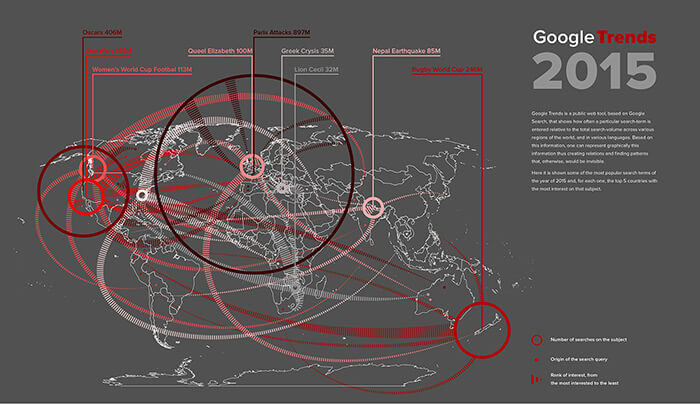 Oscars 406M
Paris Attacks 897M
Women's World Cup Footbal 113M
Queel Elizabeth 100M
Greek Crysis 35M
Nepal Earthquake 85M
Lion Cecil 32M
Rugby World Cup 246M
Google Trends
2015
Google Trends is a public web tool, based on Google
Search, that shows how often a particular search-term is
entered relative to the total search-volume across various
regions of the world, and in various languages. Based on
this information, one can represent graphically this
information thus creating relations and finding patterns
that, otherwise, would be invisible.
Here it is shown some of the most popular search terms of
the year of 2015 and, for each one, the top 5 countries with
the most interest on that subject.
Number of searches on the subject
Origin of the search query
Rank of interest, from
the most interested to the least